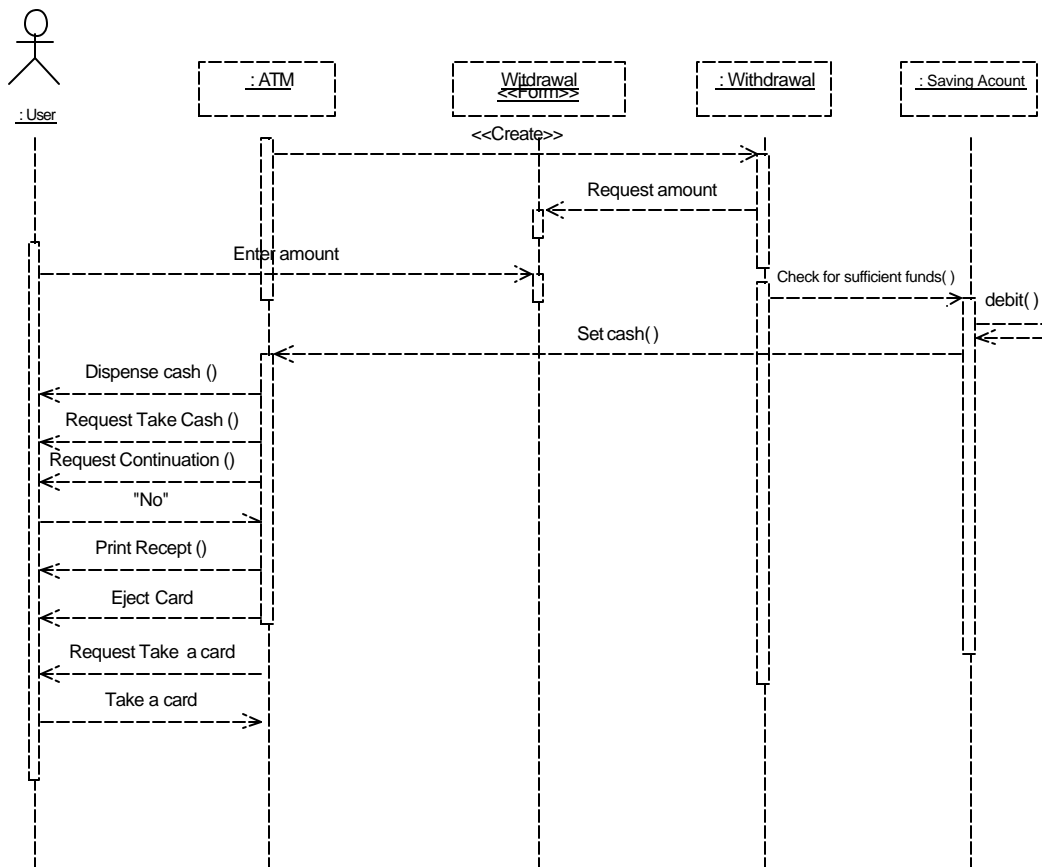 : User
: ATM
Witdrawal
<<Form>>
: Withdrawal
: Saving Acount
<<Create>>
Request amount
Enter amount
Check for sufficient funds( )
debit( )
Set cash( )
Dispense cash ()
Request Take Cash ()
Request Continuation ()
"No"
Print Recept ()
Eject Card
Request Take a card
Take a card